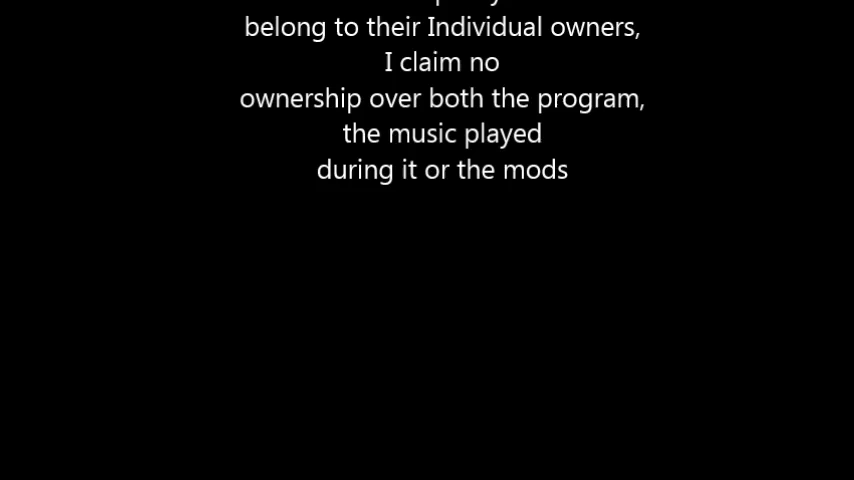 belong to their Individual owners,
I claim no
ownership over both the program,
the music played
during it or the mods